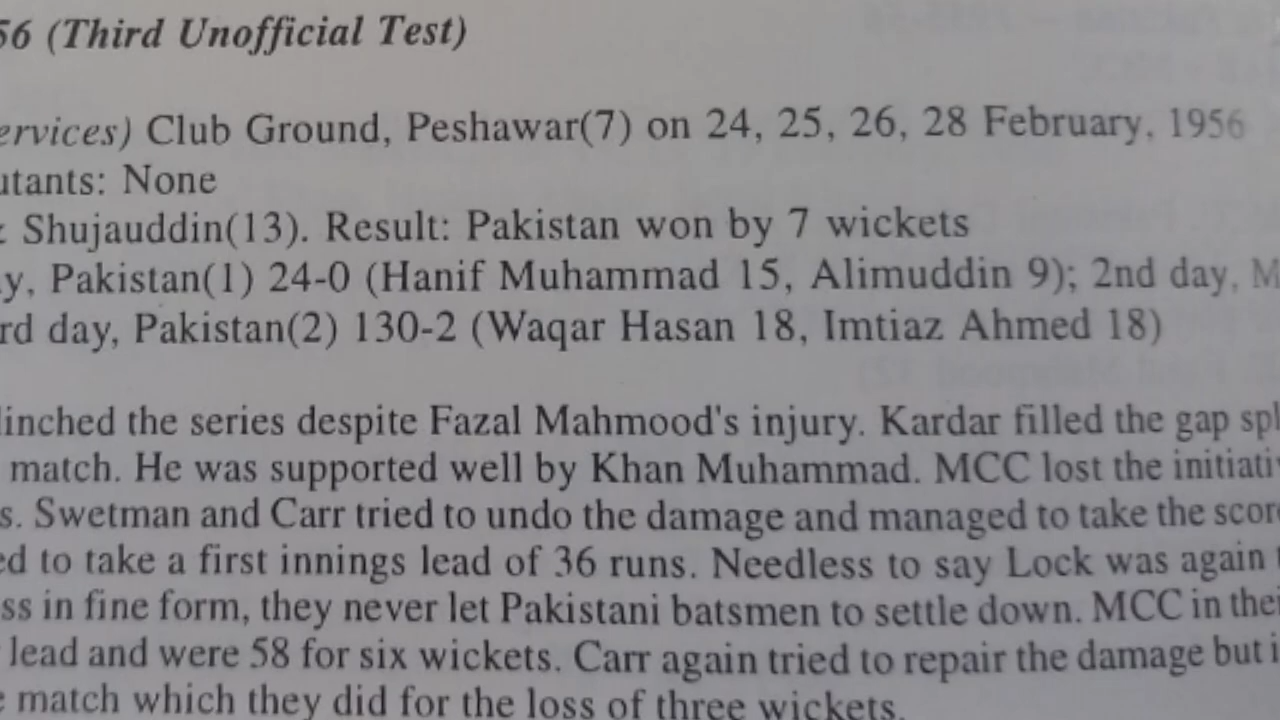 56 (Third Unofficial Test)
ervices) Club Ground, Peshawar(7) on 24, 25, 26, 28 February, 1956
utants: None
Shujauddin(13). Result: Pakistan won by 7 wickets
y, Pakistan(1) 24-0 (Hanif Muhammad 15, Alimuddin 9); 2nd day, M
rd day, Pakistan(2) 130-2 (Waqar Hasan 18, Imtiaz Ahmed 18)
linched the series despite Fazal Mahmood's injury. Kardar filled the gap spl
match. He was supported well by Khan Muhammad. MCC lost the initiati
s. Swetman and Carr tried to undo the damage and managed to take the score
ed to take a first innings lead of 36 runs. Needless to say Lock was again
ss in fine form, they never let Pakistani batsmen to settle down. MCC in thei
lead and were 58 for six wickets. Carr again tried to repair the damage but i
match which they did for the loss of three wickets.